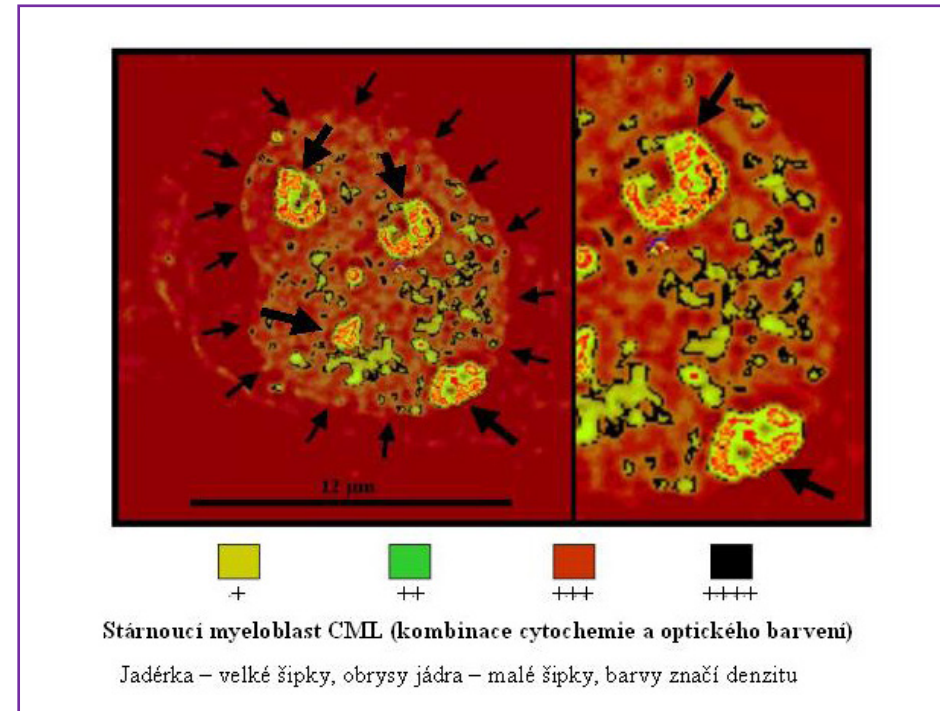 12 µm
+ ++ +++ ++++
Stárnoucí myeloblast CML (kombinace cytochemie a optického barvení)
Jadérka – velké šipky, obrysy jádra – malé šipky, barvy značí denzitu